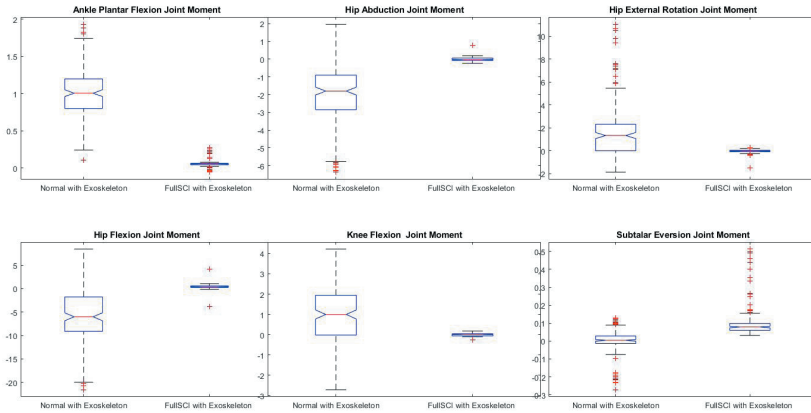 Ankle Plantar Flexion Joint Moment
2
1.5
1
0.5
0
Normal with Exoskeleton
FullSCI with Exoskeleton
Hip Abduction Joint Moment
2
1
0
-1
-2
-3
-4
-5
-6
Normal with Exoskeleton
FullSCI with Exoskeleton
Hip External Rotation Joint Moment
10
8
6
4
2
0
-2
Normal with Exoskeleton
FullSCI with Exoskeleton
Hip Flexion Joint Moment
5
0
-5
-10
-15
-20
Normal with Exoskeleton
FullSCI with Exoskeleton
Knee Flexion Joint Moment
4
3
2
1
0
-1
-2
-3
Normal with Exoskeleton
FullSCI with Exoskeleton
Subtalar Eversion Joint Moment
0.5
0.4
0.3
0.2
0.1
0
0.1
0.2
0.3
Normal with Exoskeleton
FullSCI with Exoskeleton